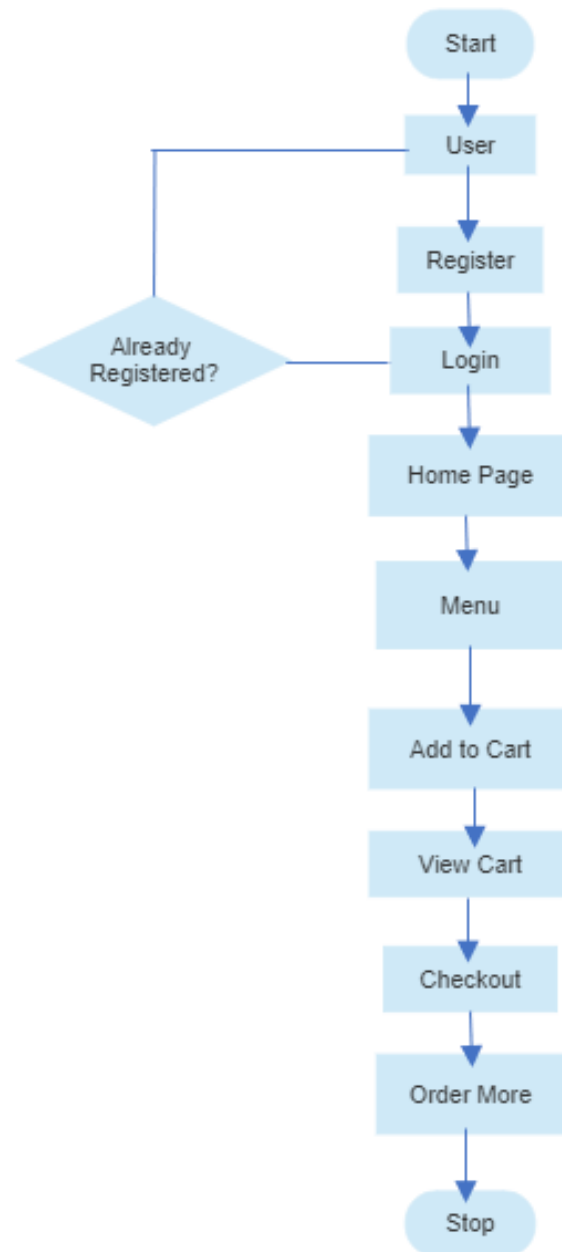 Start
User
Register
Already
Registered?
Login
Home Page
Menu
Add to Cart
View Cart
Checkout
Order More
Stop